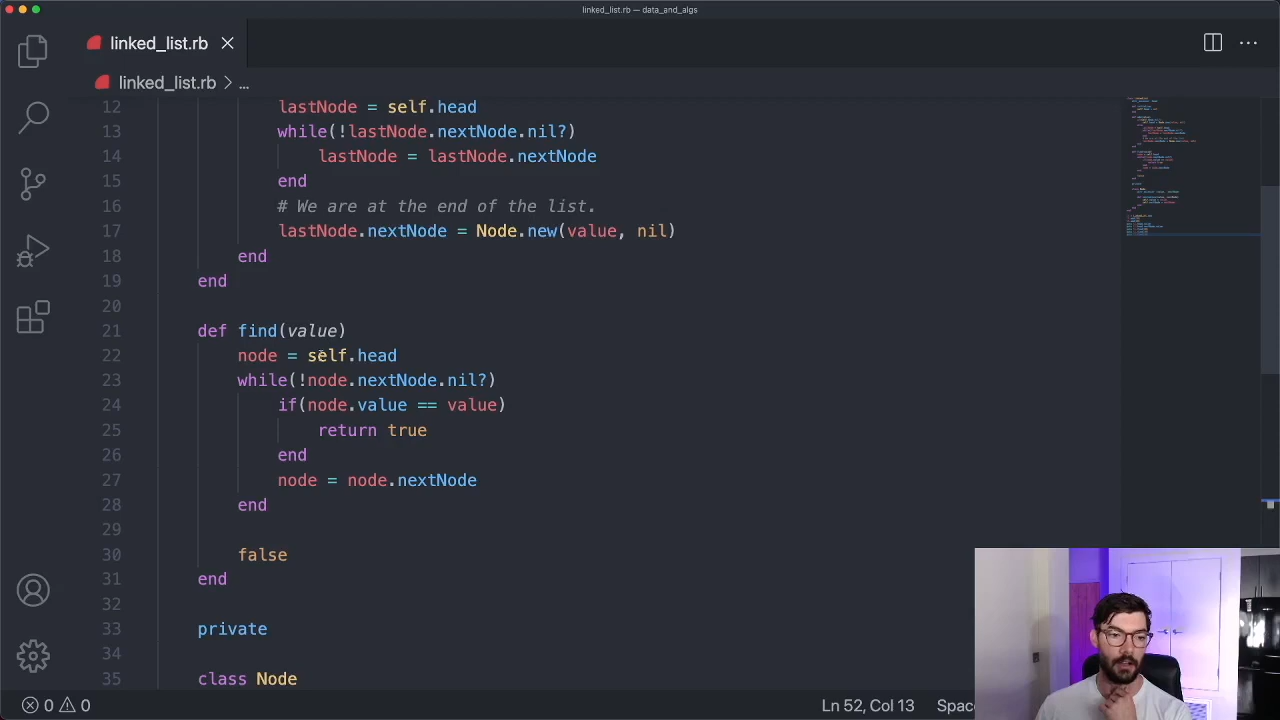 linked_list.rb — data_and_algs
linked_list.rb
linked_list.rb > ...
12 lastNode = self.head
13 while(!lastNode.nextNode.nil?)
14 lastNode = lastNode.nextNode
15 end
16 # We are at the end of the list.
17 lastNode.nextNode = Node.new(value, nil)
18 end
19 end
20
21 def find(value)
22 node = self.head
23 while(!node.nextNode.nil?)
24 if(node.value == value)
25 return true
26 end
27 node = node.nextNode
28 end
29
30 false
31 end
32
33 private
34
35 class Node
0 0 Ln 52, Col 13 Space